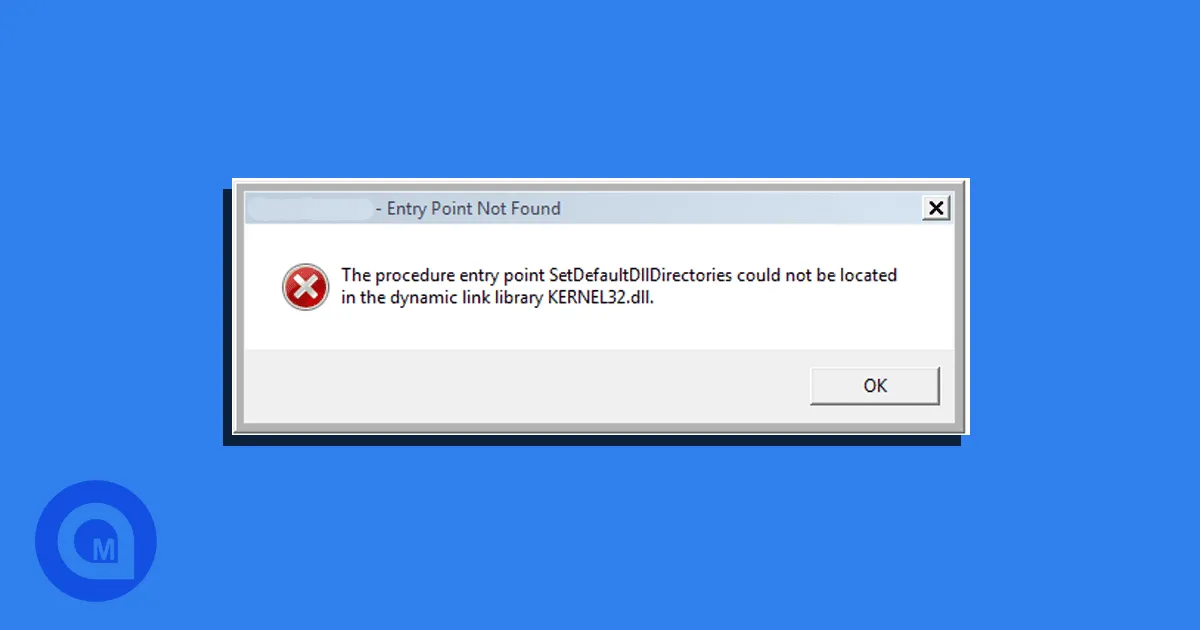 - Entry Point Not Found
The procedure entry point SetDefaultDllDirectories could not be located
in the dynamic link library KERNEL32.dll.
OK
M